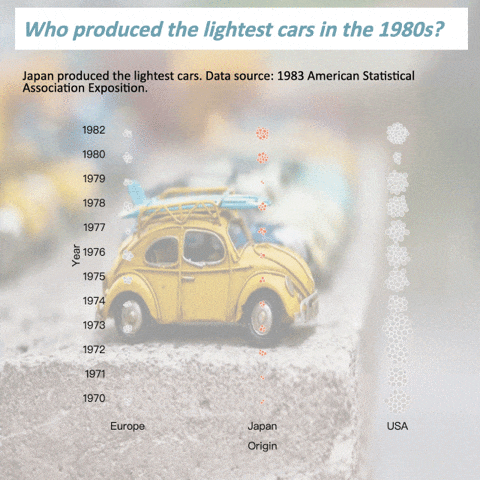 Who produced the lightest cars in the 1980s?
Japan produced the lightest cars. Data source: 1983 American Statistical
Association Exposition.
1982
1980
1979
1978
1977
1976
1975
1974
1973
1972
1971
1970
Year
Europe
Japan
USA
Origin